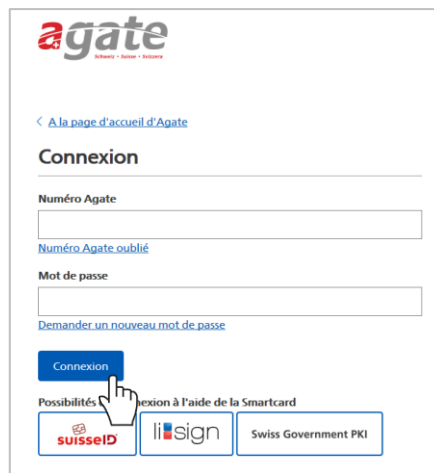 agate
Schweiz • Suisse • Svizzera
< A la page d'accueil d'Agate
Connexion
Numéro Agate
Numéro Agate oublié
Mot de passe
Demander un nouveau mot de passe
Connexion
Possibilités nexion à l'aide de la Smartcard
suisseID
lisign
Swiss Government PKI